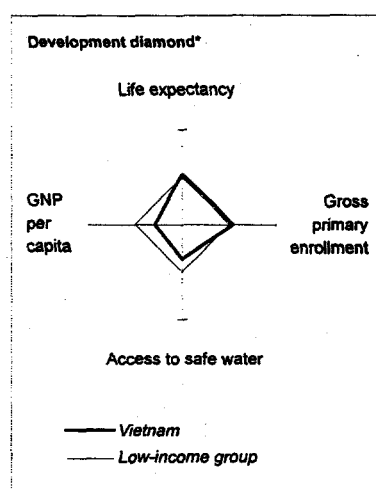 Development diamond*
Life expectancy
GNP
per
capita
Gross
primary
enrollment
Access to safe water
Vietnam
Low-income group